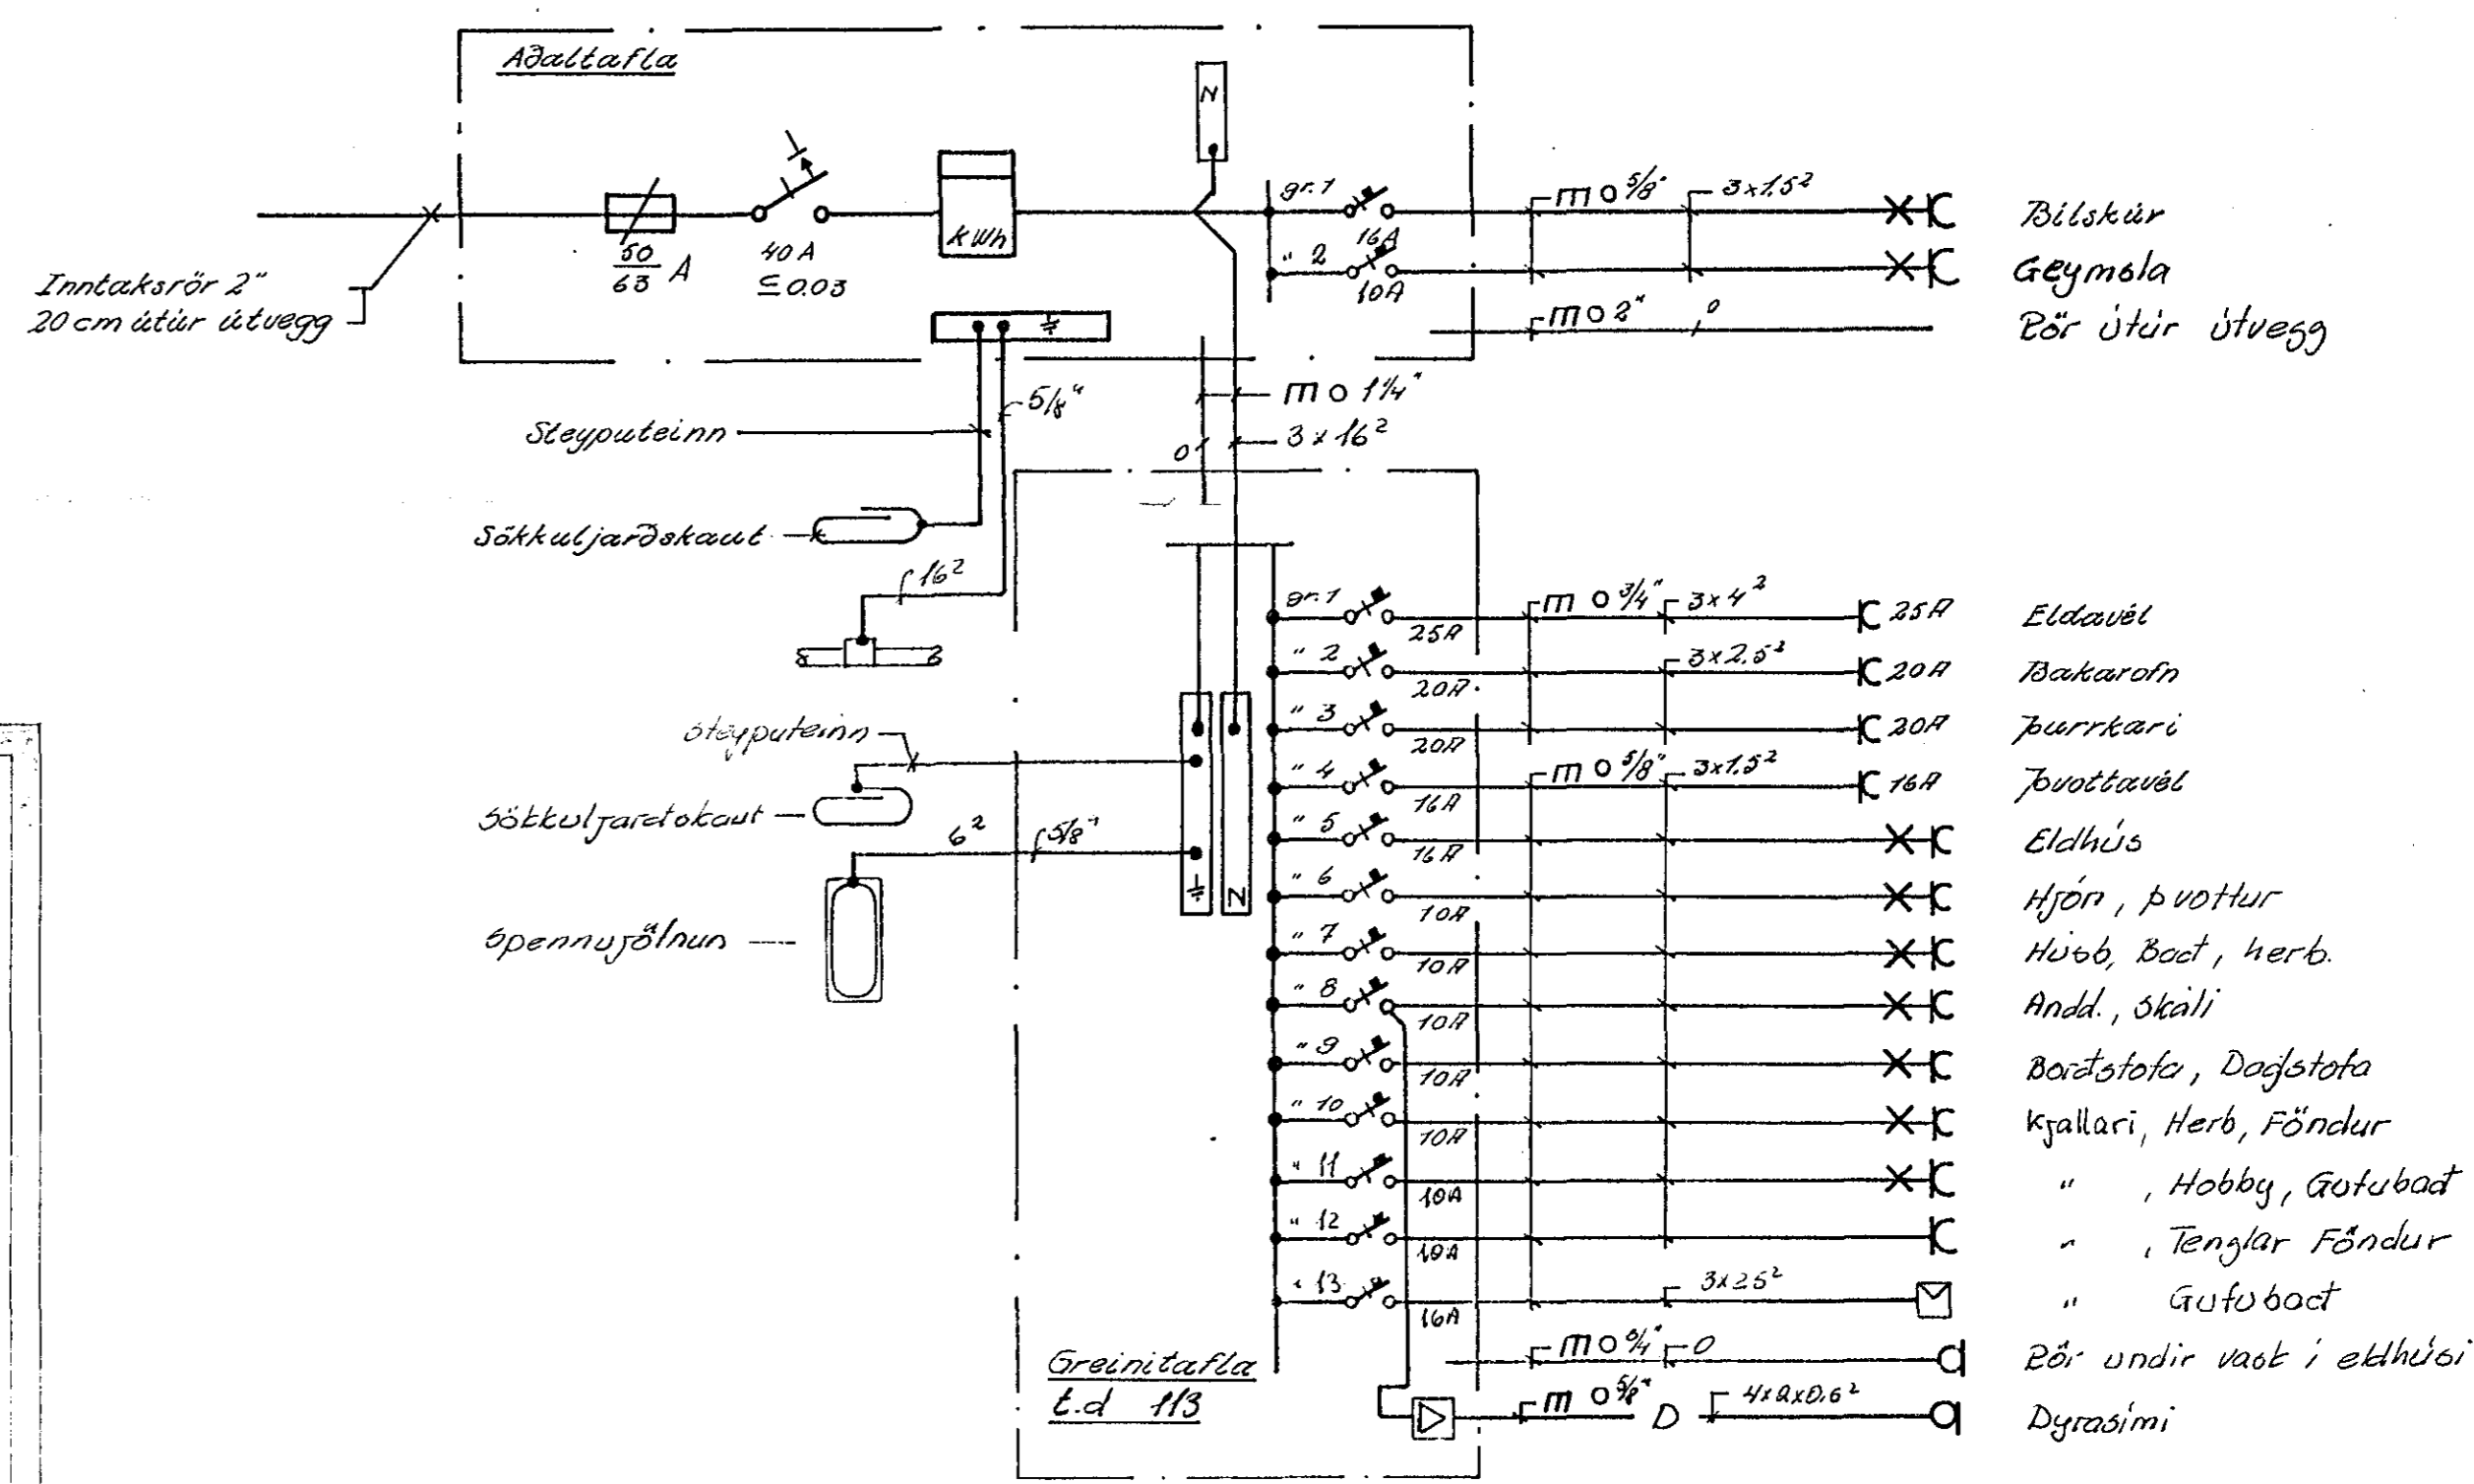 Aðaltafla
N
50
63 A
40 A
≤ 0.03
kWh
gr. 1
16A
m o 5/8"
3x1.5²
Bílskúr
" 2
10A
Geymsla
m o 2"
0
Rör útúr útvegg
Inntaksrör 2"
20 cm útúr útvegg
5/8"
m o 1 1/4"
Steyputeinn
0
3 x 16²
Sökkuljarðskaut
16²
gr. 1
25A
m o 3/4"
3x4²
25A
Eldavél
" 2
20A
3x2.5²
20A
Bakarofn
" 3
20A
20A
Þurrkari
Steyputeinn
" 4
16A
m o 5/8"
3x1.5²
16A
Þvottavél
Sökkuljarðskaut
" 5
16A
Eldhús
6²
5/8"
" 6
10A
Hjón, þvottur
N
Spennujöfnun
" 7
10A
Húsb, Bað, herb.
" 8
10A
Andd., Skáli
" 9
10A
Borðstofa, Dagstofa
" 10
10A
Kjallari, Herb, Föndur
" 11
10A
" , Hobby, Gufubað
" 12
10A
" , Tenglar Föndur
" 13
16A
3x2.5²
" Gufubað
m o 5/4"
0
Rör undir vask í eldhúsi
Greinitafla
t.d 113
m o 5/8"
D
4x2x0.6²
Dyrasími